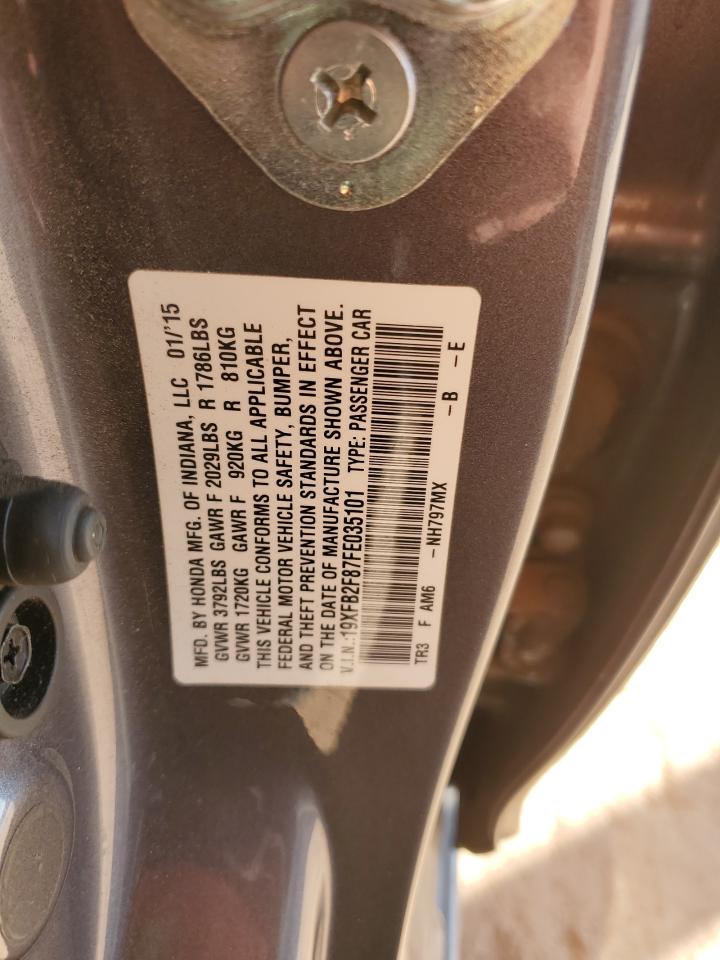 MFD. BY HONDA MFG. OF INDIANA, LLC 01/'15
GVWR 3792LBS GAWR F 2029LBS R 1786LBS
GVWR 1720KG GAWR F 920KG R 810KG
THIS VEHICLE CONFORMS TO ALL APPLICABLE
FEDERAL MOTOR VEHICLE SAFETY, BUMPER,
AND THEFT PREVENTION STANDARDS IN EFFECT
ON THE DATE OF MANUFACTURE SHOWN ABOVE.
V.I.N.:19XFB2F87FE035101 TYPE: PASSENGER CAR
TR3 F AM6 –NH797MX –B –E